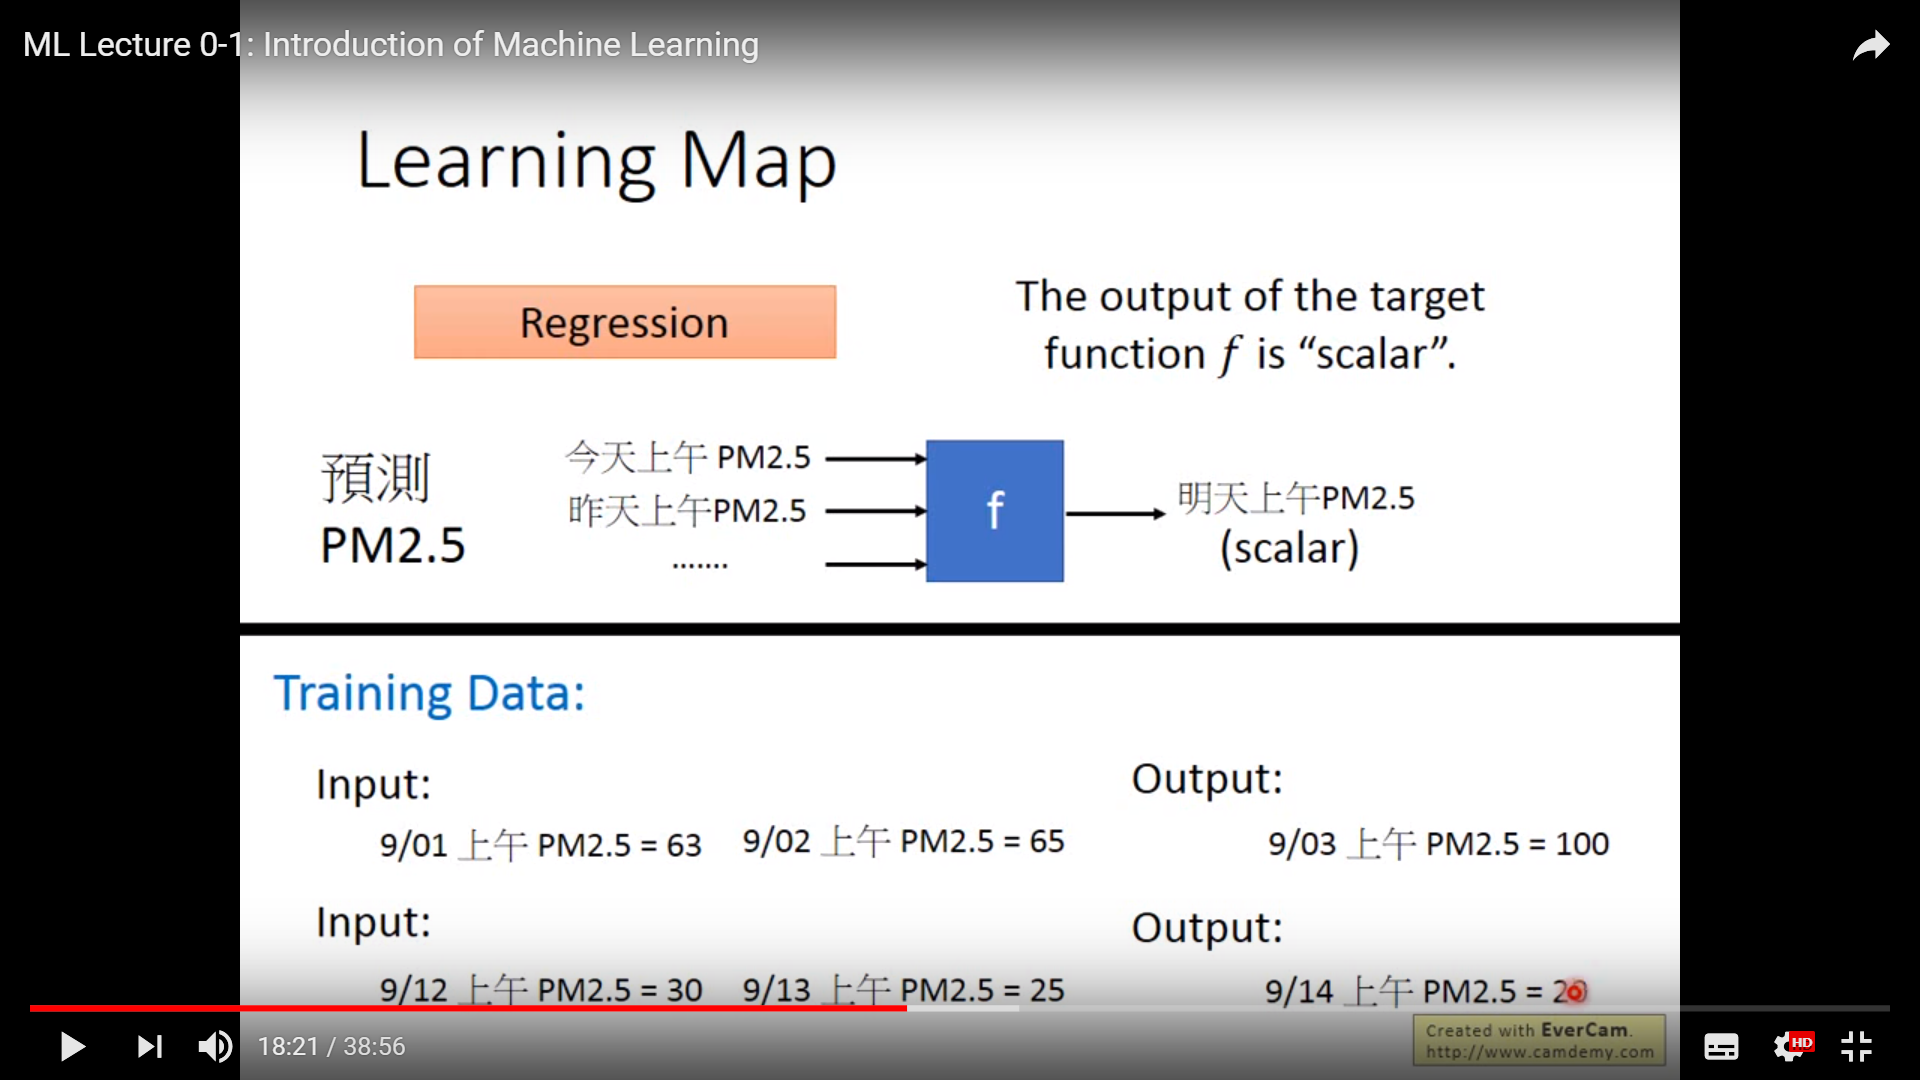 ML Lecture 0-1: Introduction of Machine Learning
Learning Map
Regression
The output of the target
function f is “scalar”.
預測
PM2.5
今天上午 PM2.5
昨天上午PM2.5
.......
f
明天上午PM2.5
(scalar)
Training Data:
Input:
9/01 上午 PM2.5 = 63 9/02 上午 PM2.5 = 65
Output:
9/03 上午 PM2.5 = 100
Input:
9/12 上午 PM2.5 = 30 9/13 上午 PM2.5 = 25
Output:
9/14 上午 PM2.5 = 20
18:21 / 38:56
Created with EverCam.
http://www.camdemy.com
HD